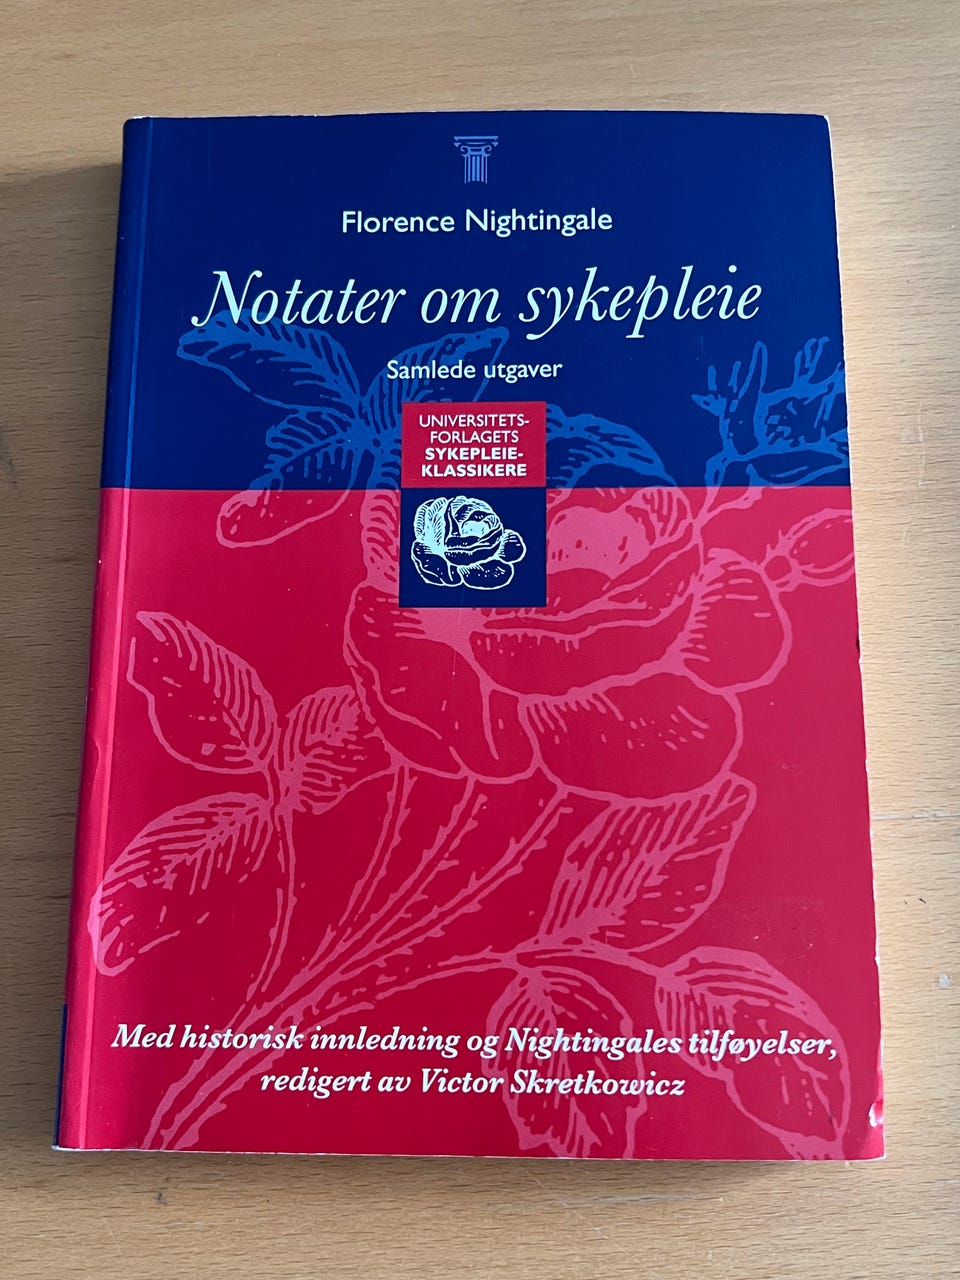 Florence Nightingale
Notater om sykepleie
Samlede utgaver
UNIVERSITETS-
FORLAGETS
SYKEPLEIE-
KLASSIKERE
Med historisk innledning og Nightingales tilføyelser,
redigert av Victor Skretkowicz